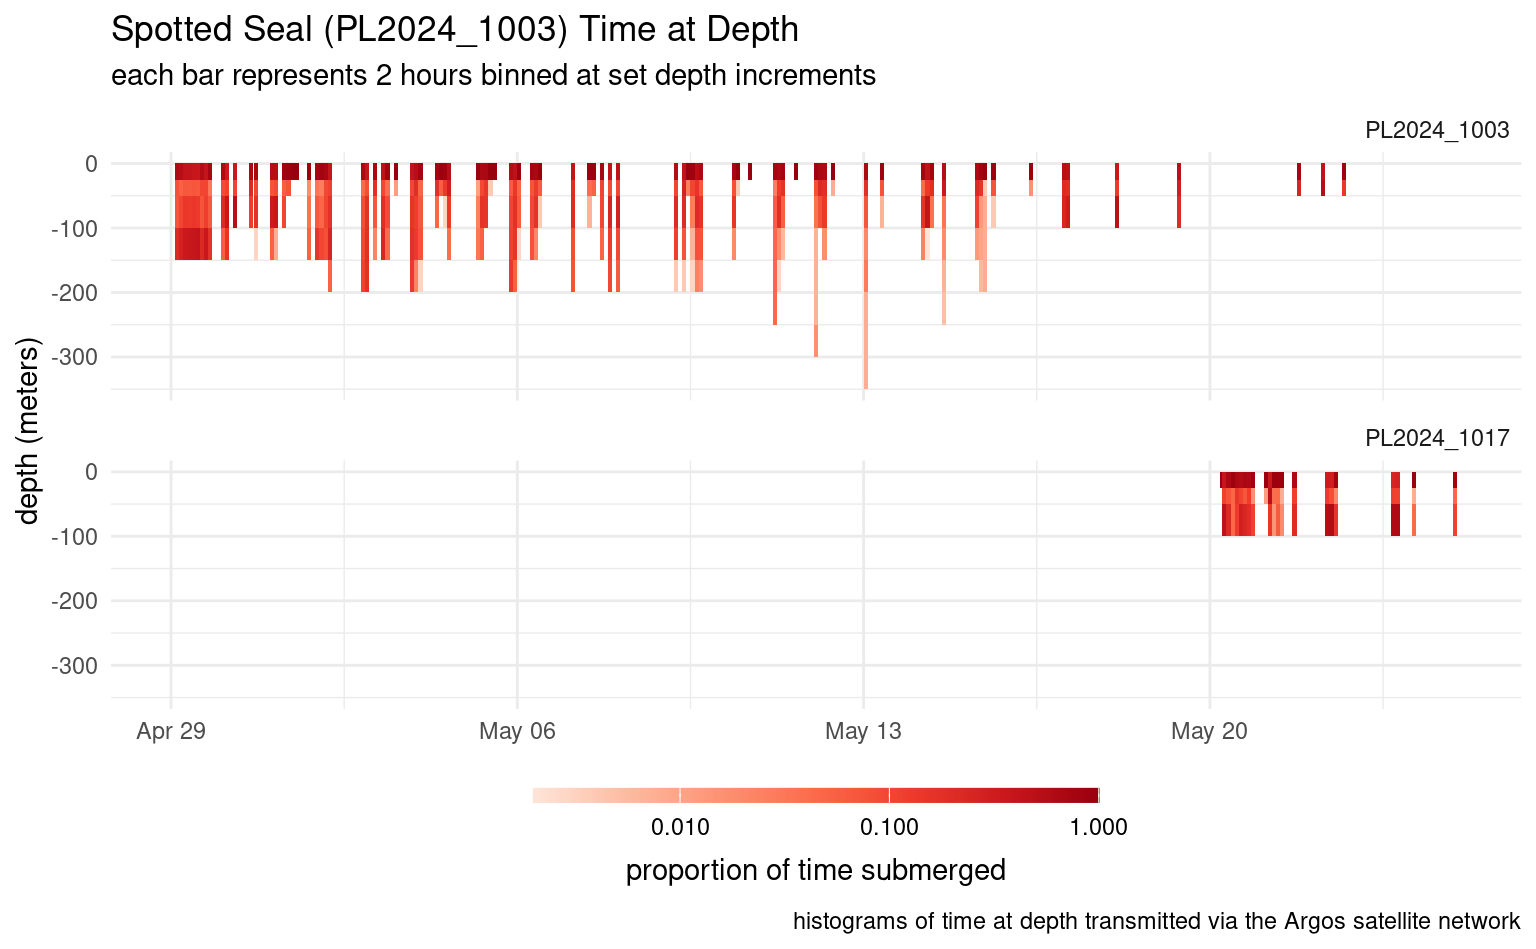 Spotted Seal (PL2024_1003) Time at Depth
each bar represents 2 hours binned at set depth increments
PL2024_1003
0
-100
-200
-300
depth (meters)
PL2024_1017
0
-100
-200
-300
Apr 29
May 06
May 13
May 20
0.010
0.100
1.000
proportion of time submerged
histograms of time at depth transmitted via the Argos satellite network